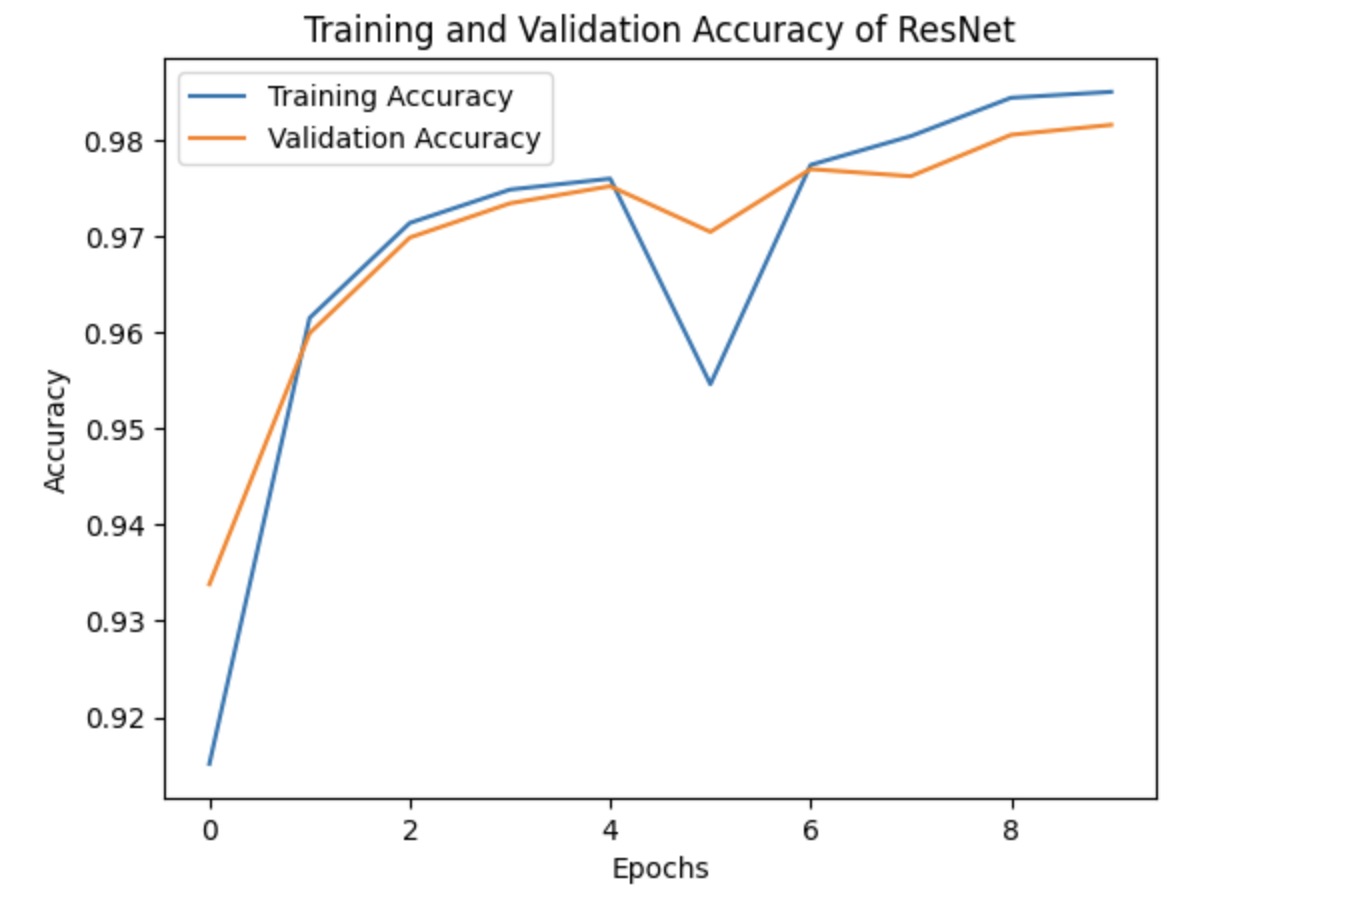 Training and Validation Accuracy of ResNet
Training Accuracy
Validation Accuracy
0.98
0.97
0.96
0.95
0.94
0.93
0.92
Accuracy
0 2 4 6 8
Epochs